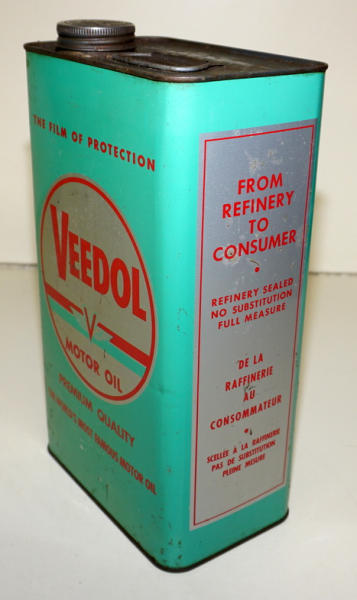 THE FILM OF PROTECTION
VEEDOL
V
MOTOR OIL
PREMIUM QUALITY
THE WORLD'S MOST FAMOUS MOTOR OIL
FROM
REFINERY
TO
CONSUMER
•
REFINERY SEALED
NO SUBSTITUTION
FULL MEASURE
DE LA
RAFFINERIE
AU
CONSOMMATEUR
•
SCELLÉE À LA RAFFINERIE
PAS DE SUBSTITUTION
PLEINE MESURE